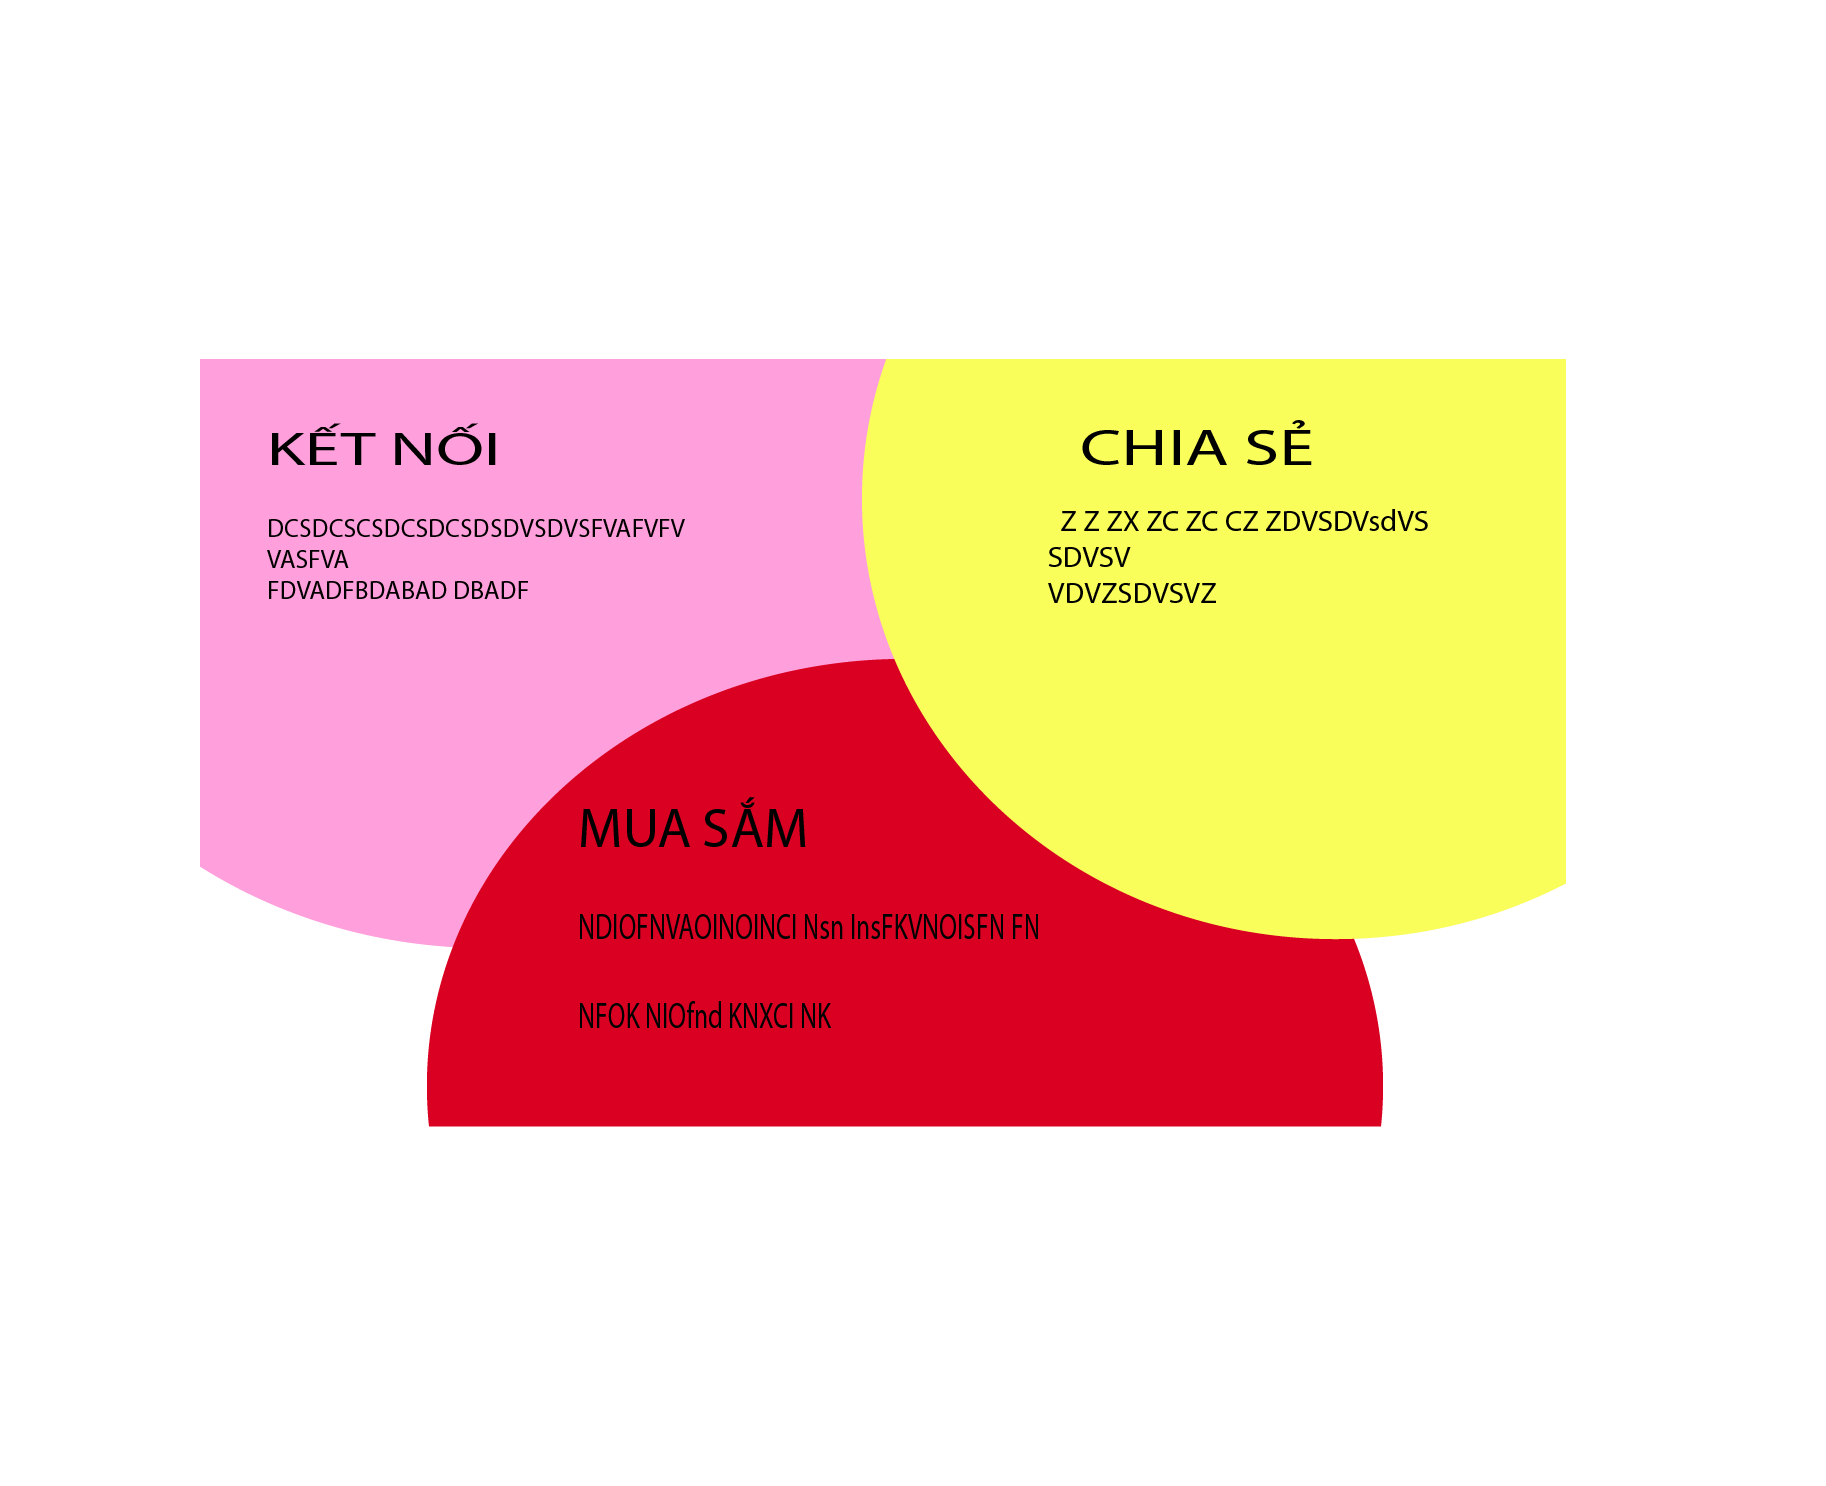 KẾT NỐI
DCSDCSCSDCSDCSDSDVSDVSFVAFVFV
VASFVA
FDVADFBDABAD DBADF
CHIA SẺ
Z Z ZX ZC ZC CZ ZDVSDVsdVS
SDVSV
VDVZSDVSVZ
MUA SẮM
NDIOFNVAOINOINCI Nsn InsFKVNOISFN FN
NFOK NIOfnd KNXCI NK